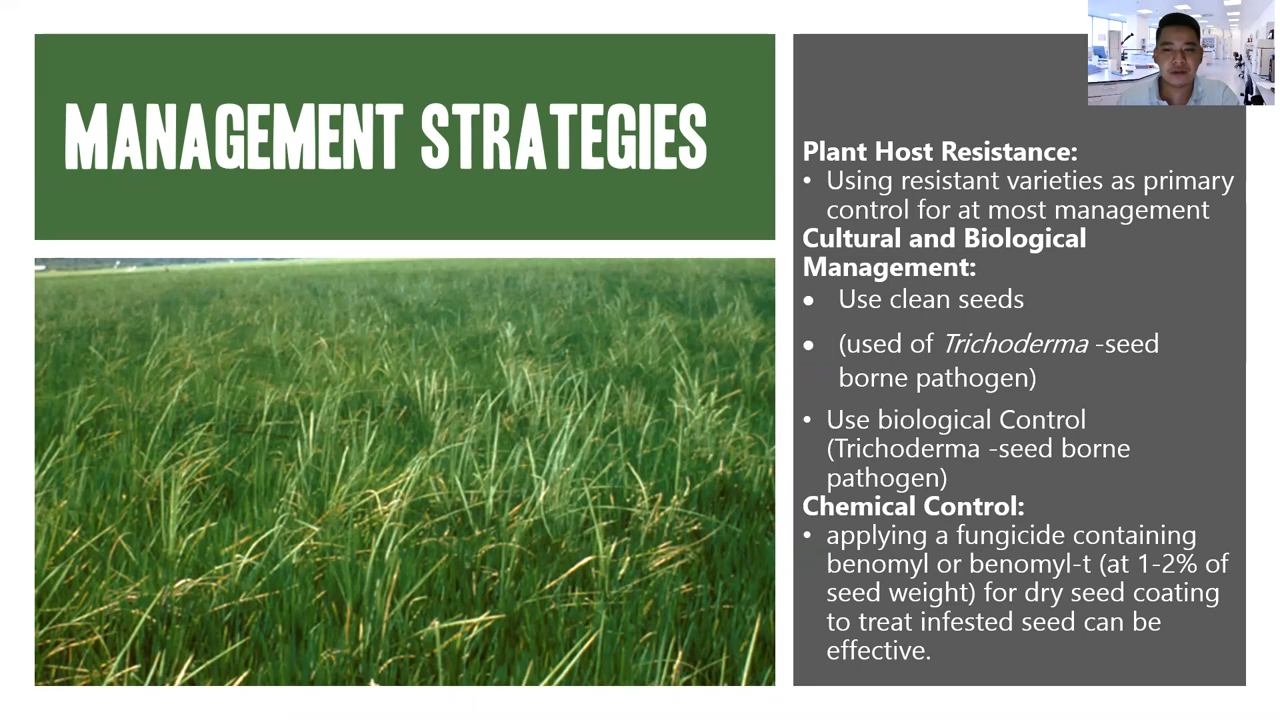 MANAGEMENT STRATEGIES
Plant Host Resistance:
• Using resistant varieties as primary
control for at most management
Cultural and Biological
Management:
• Use clean seeds
• (used of Trichoderma -seed
borne pathogen)
• Use biological Control
(Trichoderma -seed borne
pathogen)
Chemical Control:
• applying a fungicide containing
benomyl or benomyl-t (at 1-2% of
seed weight) for dry seed coating
to treat infested seed can be
effective.